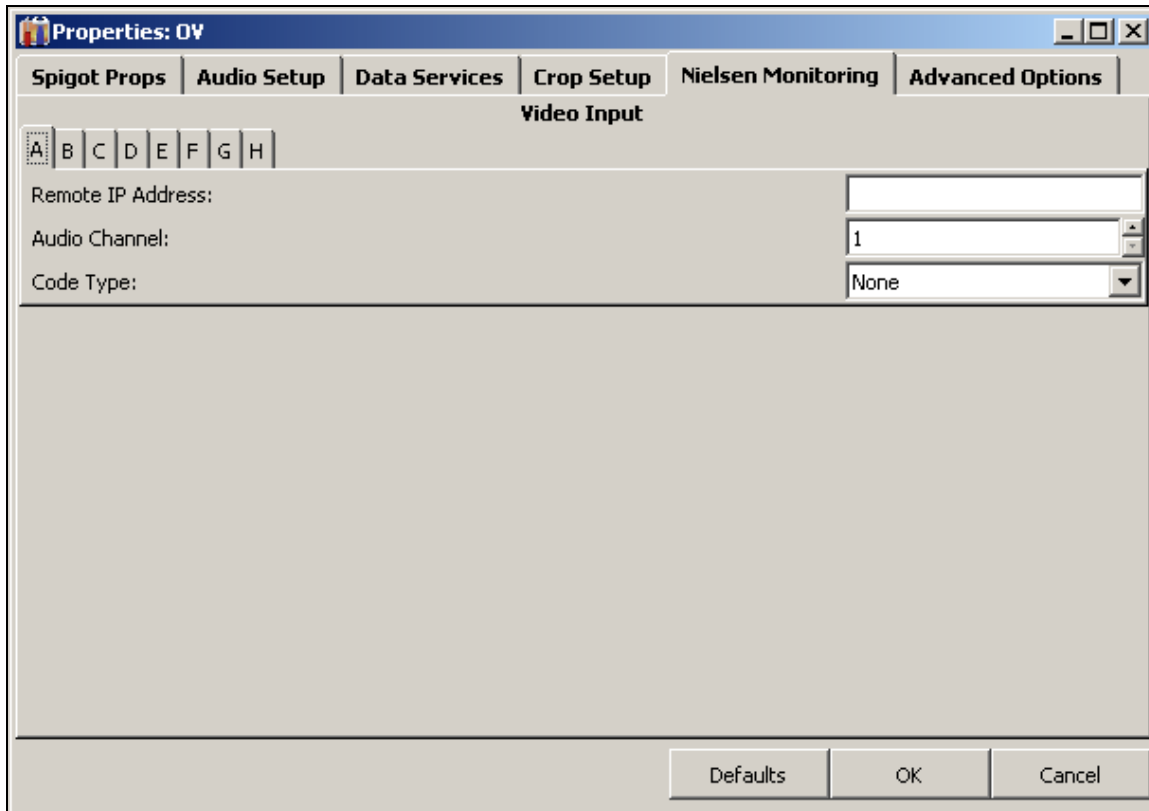 Properties: OV
Spigot Props Audio Setup Data Services Crop Setup Nielsen Monitoring Advanced Options
Video Input
A B C D E F G H
Remote IP Address:
Audio Channel: 1
Code Type: None
Defaults OK Cancel